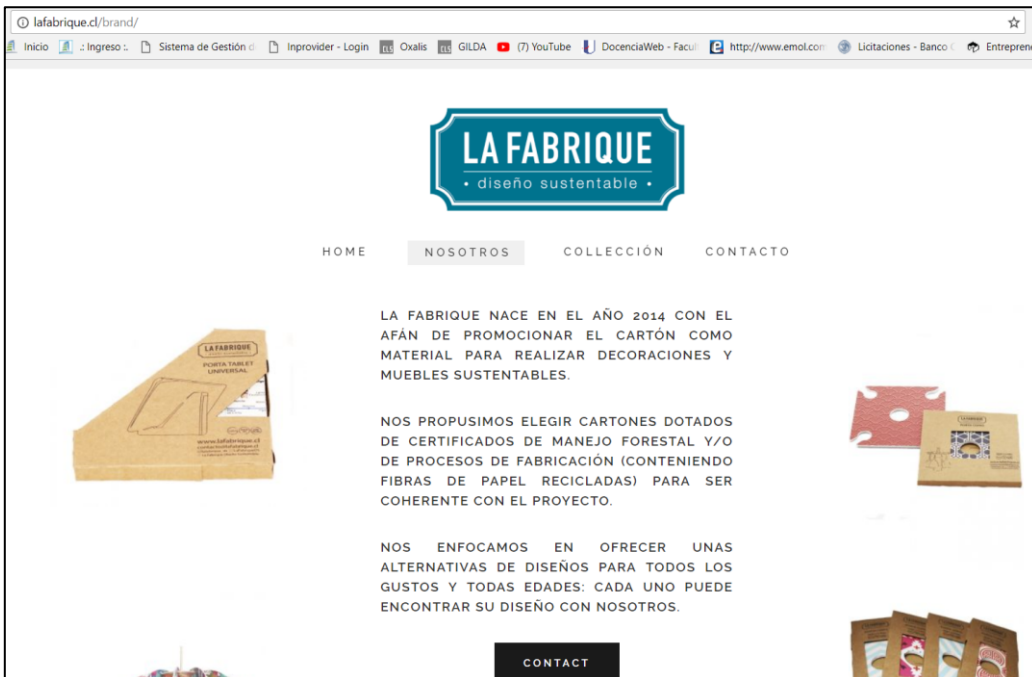 lafabrique.cl/brand/
Inicio .: Ingreso :. Sistema de Gestión d Inprovider - Login CLS Oxalis CLS GILDA (7) YouTube DocenciaWeb - Facul http://www.emol.com Licitaciones - Banco C Entreprene
LA FABRIQUE
• diseño sustentable •
HOME NOSOTROS COLLECCIÓN CONTACTO
LA FABRIQUE NACE EN EL AÑO 2014 CON EL
AFÁN DE PROMOCIONAR EL CARTÓN COMO
MATERIAL PARA REALIZAR DECORACIONES Y
MUEBLES SUSTENTABLES.
LA FABRIQUE
PORTA TABLET
UNIVERSAL
www.lafabrique.cl
NOS PROPUSIMOS ELEGIR CARTONES DOTADOS
DE CERTIFICADOS DE MANEJO FORESTAL Y/O
DE PROCESOS DE FABRICACIÓN (CONTENIENDO
FIBRAS DE PAPEL RECICLADAS) PARA SER
COHERENTE CON EL PROYECTO.
NOS ENFOCAMOS EN OFRECER UNAS
ALTERNATIVAS DE DISEÑOS PARA TODOS LOS
GUSTOS Y TODAS EDADES: CADA UNO PUEDE
ENCONTRAR SU DISEÑO CON NOSOTROS.
CONTACT